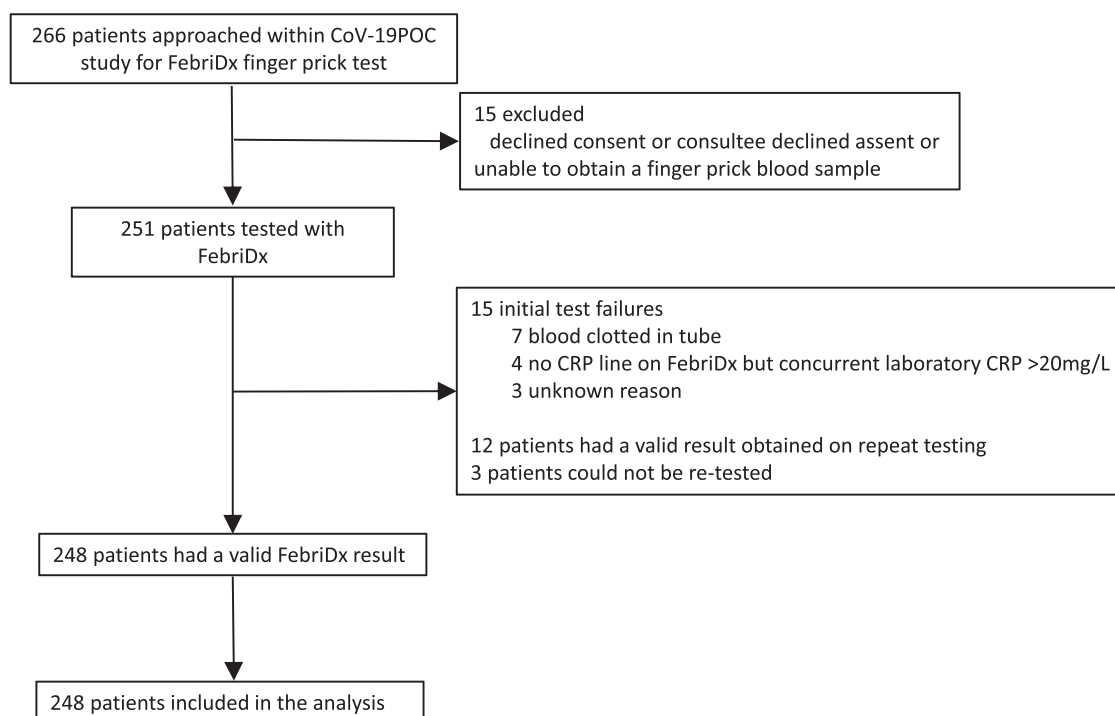 266 patients approached within CoV-19POC
study for FebriDx finger prick test
15 excluded
declined consent or consultee declined assent or
unable to obtain a finger prick blood sample
251 patients tested with
FebriDx
15 initial test failures
7 blood clotted in tube
4 no CRP line on FebriDx but concurrent laboratory CRP >20mg/L
3 unknown reason
12 patients had a valid result obtained on repeat testing
3 patients could not be re-tested
248 patients had a valid FebriDx result
248 patients included in the analysis